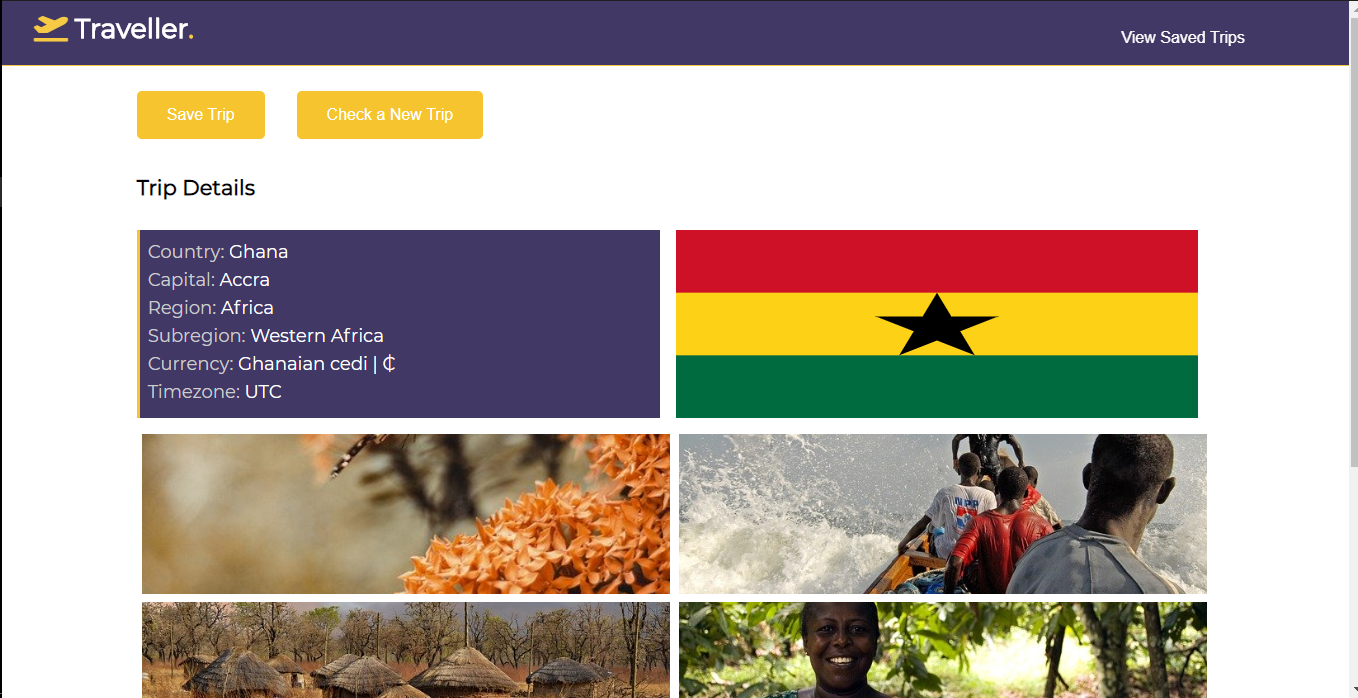 Traveller.
View Saved Trips
Save Trip
Check a New Trip
Trip Details
Country: Ghana
Capital: Accra
Region: Africa
Subregion: Western Africa
Currency: Ghanaian cedi | ₵
Timezone: UTC